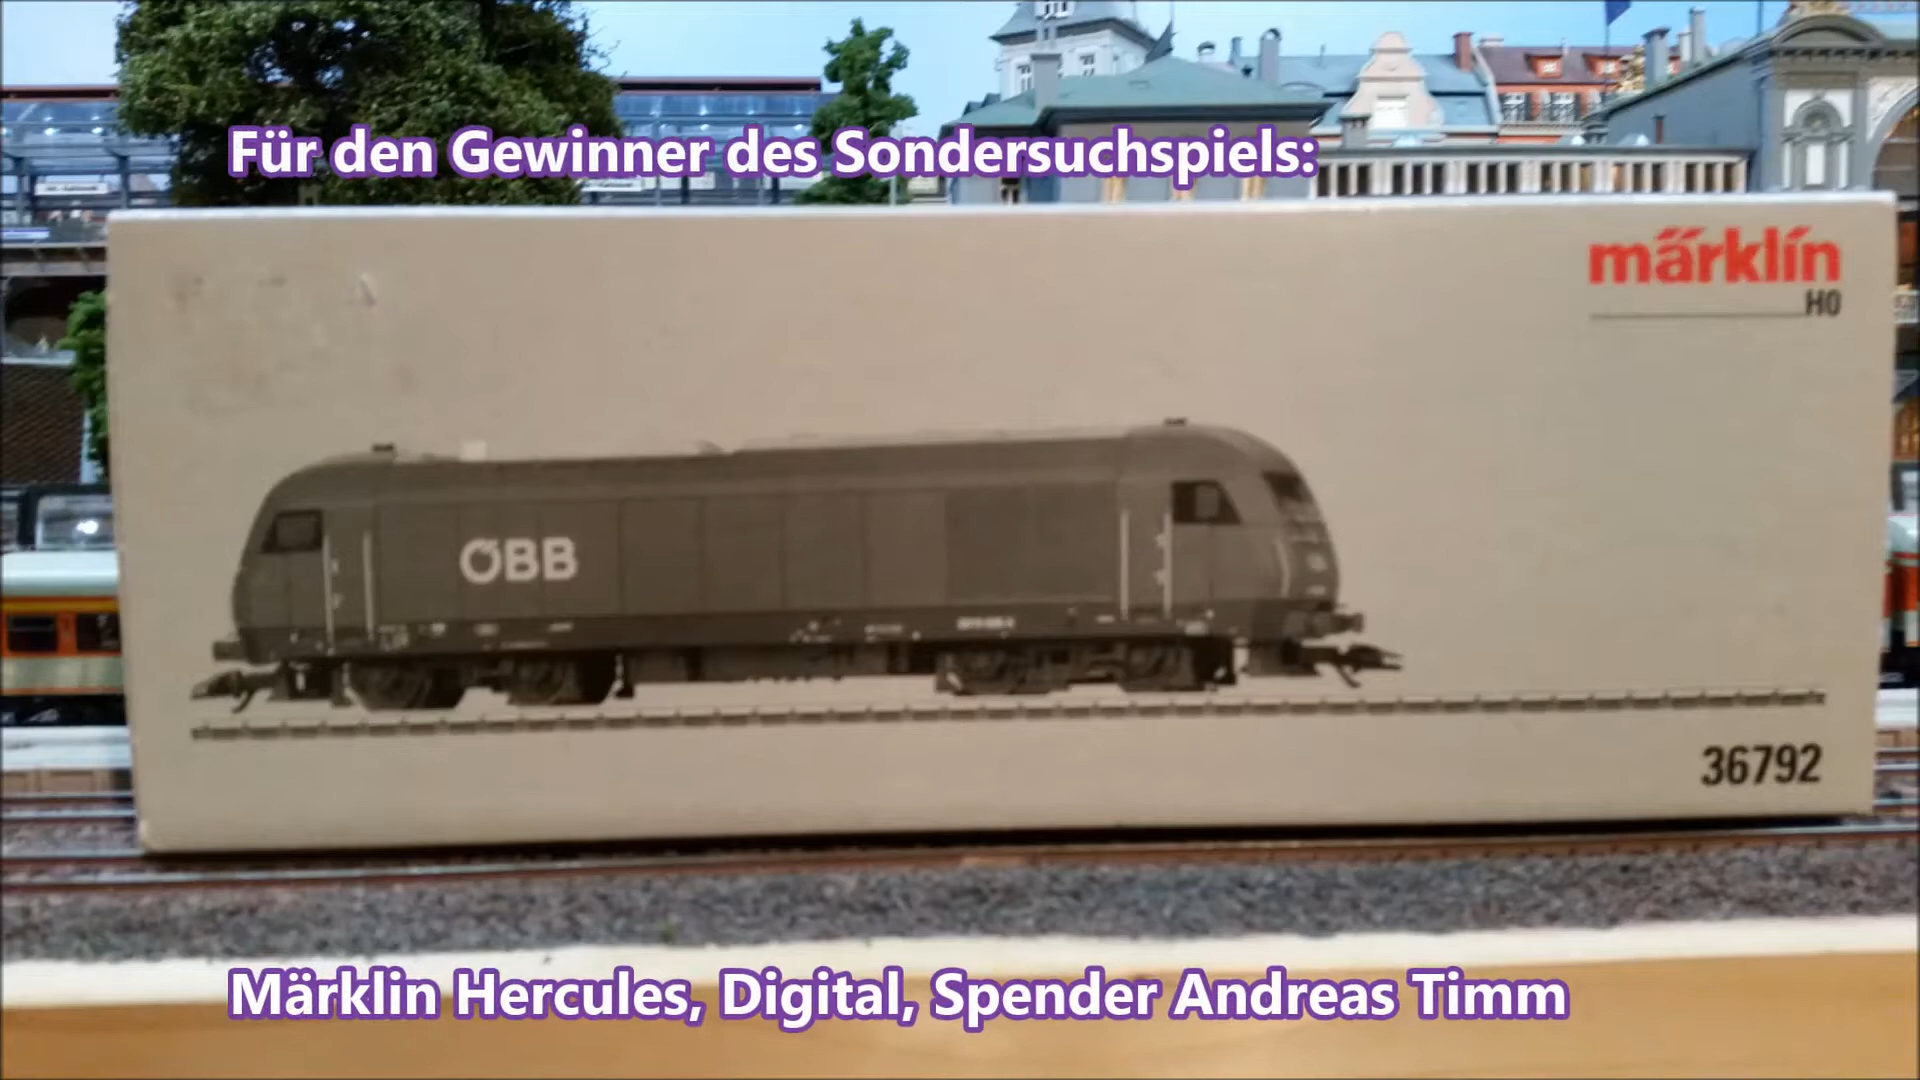 Für den Gewinner des Sondersuchspiels:
märklin
H0
ÖBB
36792
Märklin Hercules, Digital, Spender Andreas Timm